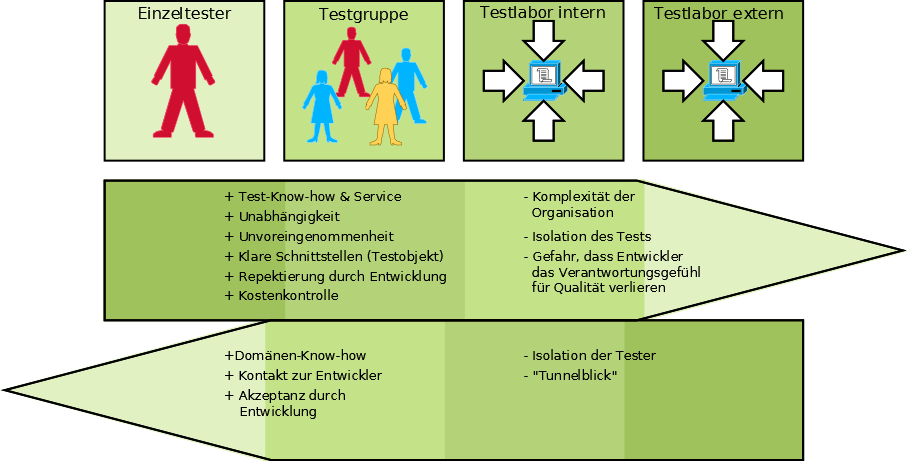 Einzeltester
Testgruppe
Testlabor intern
Testlabor extern
+ Test-Know-how & Service
+ Unabhängigkeit
+ Unvoreingenommenheit
+ Klare Schnittstellen (Testobjekt)
+ Repektierung durch Entwicklung
+ Kostenkontrolle
- Komplexität der
Organisation
- Isolation des Tests
- Gefahr, dass Entwickler
das Verantwortungsgefühl
für Qualität verlieren
+Domänen-Know-how
+ Kontakt zur Entwickler
+ Akzeptanz durch
Entwicklung
- Isolation der Tester
- "Tunnelblick"